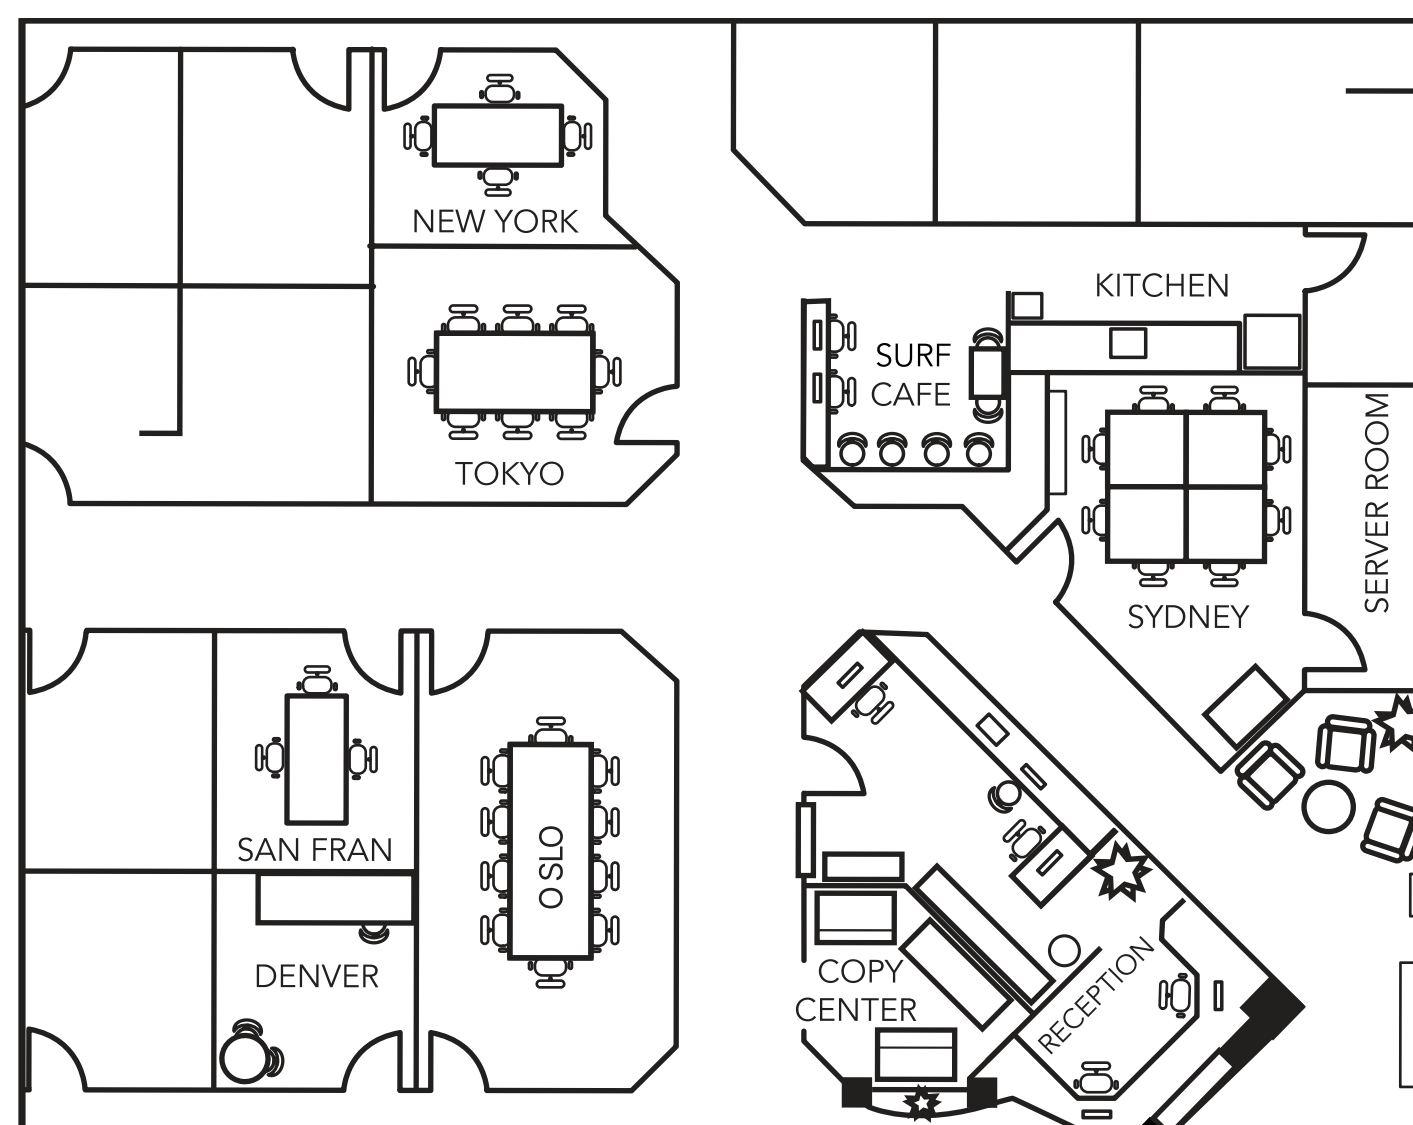 NEW YORK
KITCHEN
SURF
CAFE
TOKYO
SERVER ROOM
SYDNEY
SAN FRAN
OSLO
DENVER
COPY
CENTER
RECEPTION